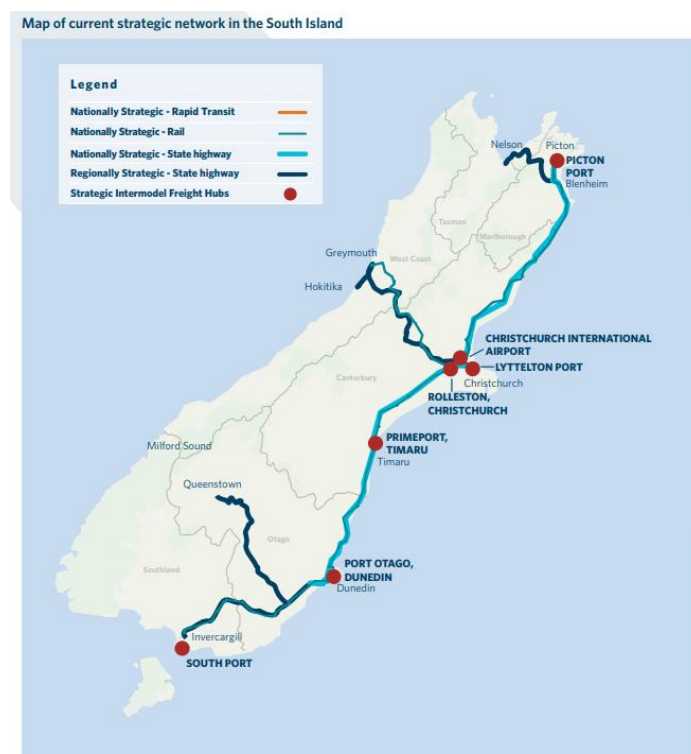 Map of current strategic network in the South Island
Legend
Nationally Strategic - Rapid Transit
Nationally Strategic - Rail
Nationally Strategic - State highway
Regionally Strategic - State highway
Strategic Intermodel Freight Hubs
Nelson
Picton
PICTON
PORT
Blenheim
Tasman
Marlborough
Greymouth
West Coast
Hokitika
CHRISTCHURCH INTERNATIONAL
AIRPORT
LYTTELTON PORT
Christchurch
ROLLESTON,
CHRISTCHURCH
Canterbury
PRIMEPORT,
TIMARU
Timaru
Milford Sound
Queenstown
Otago
Southland
PORT OTAGO,
DUNEDIN
Dunedin
Invercargill
SOUTH PORT